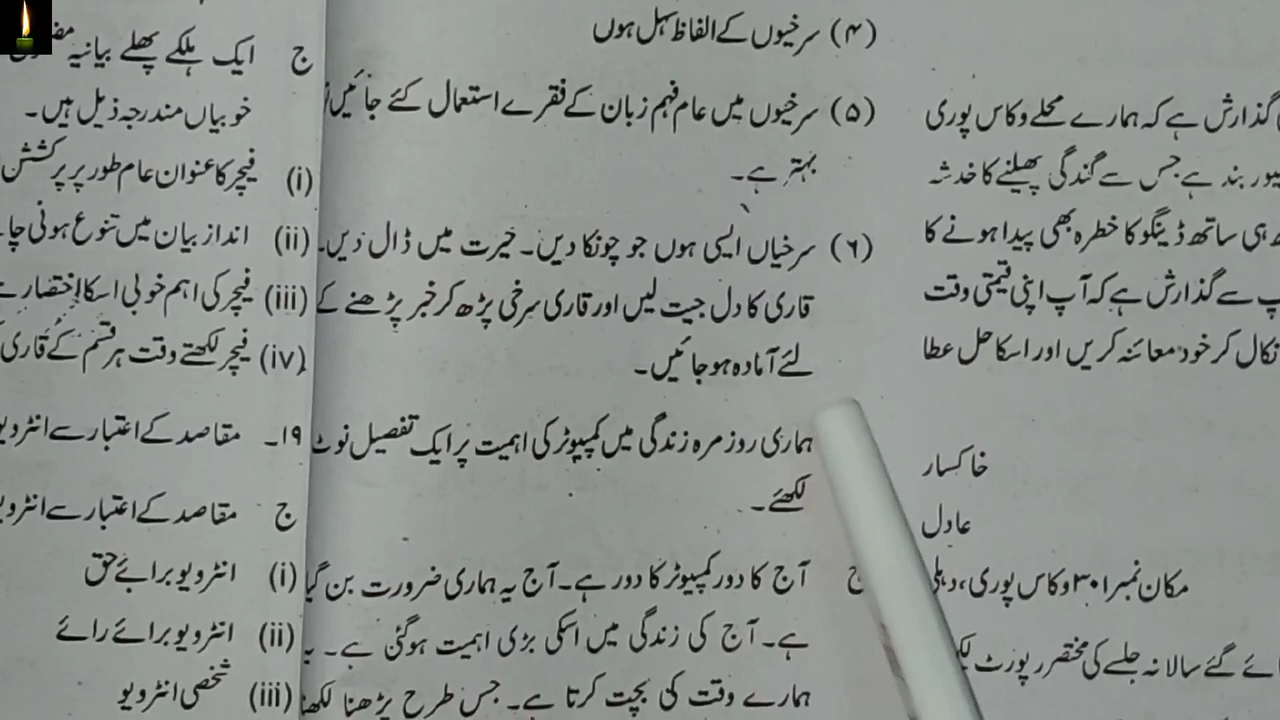 گذارش ہے کہ ہمارے محلے وکاس پوری
بند ہے جس سے گندگی پھیلنے کا خدشہ
ہی ساتھ ڈینگو کا خطرہ بھی پیدا ہونے کا
سے گذارش ہے کہ آپ اپنی قیمتی وقت
نکال کر خود معائنہ کریں اور اسکا حل عطا
خاکسار
عادل
مکان نمبر ۳۰۱ وکاس پوری، دہلی
گئے سالانہ جلسے کی مختصر رپورٹ
(۴) سرخیوں کے الفاظ سہل ہوں
(۵) سرخیوں میں عام فہم زبان کے فقرے استعمال کئے جائیں
بہتر ہے۔
(۶) سرخیاں ایسی ہوں جو چونکا دیں۔ حیرت میں ڈال دیں۔
قاری کا دل جیت لیں اور قاری سرخی پڑھ کر خبر پڑھنے کے
لئے آمادہ ہو جائیں۔
ہماری روز مرہ زندگی میں کمپیوٹر کی اہمیت پر ایک تفصیل نوٹ
لکھئے۔
ج آج کا دور کمپیوٹر کا دور ہے۔ آج یہ ہماری ضرورت بن گیا
ہے۔ آج کی زندگی میں اسکی بڑی اہمیت ہوگئی ہے۔
ہمارے وقت کی بچت کرتا ہے۔ جس طرح پڑھنا لکھنا
ج ایک ہلکے پھلے بیانیہ
خوبیاں مندرجہ ذیل ہیں۔
(i) فیچر کا عنوان عام طور پر پرکشش
(ii) انداز بیان میں تنوع ہونی
(iii) فیچر کی اہم خوبی اسکا اختصار
(iv) فیچر لکھتے وقت ہر قسم کے قاری
۱۹۔ مقاصد کے اعتبار سے
ج مقاصد کے اعتبار سے
(i) انٹرویو برائے حق
(ii) انٹرویو برائے رائے
(iii) شخصی انٹرویو